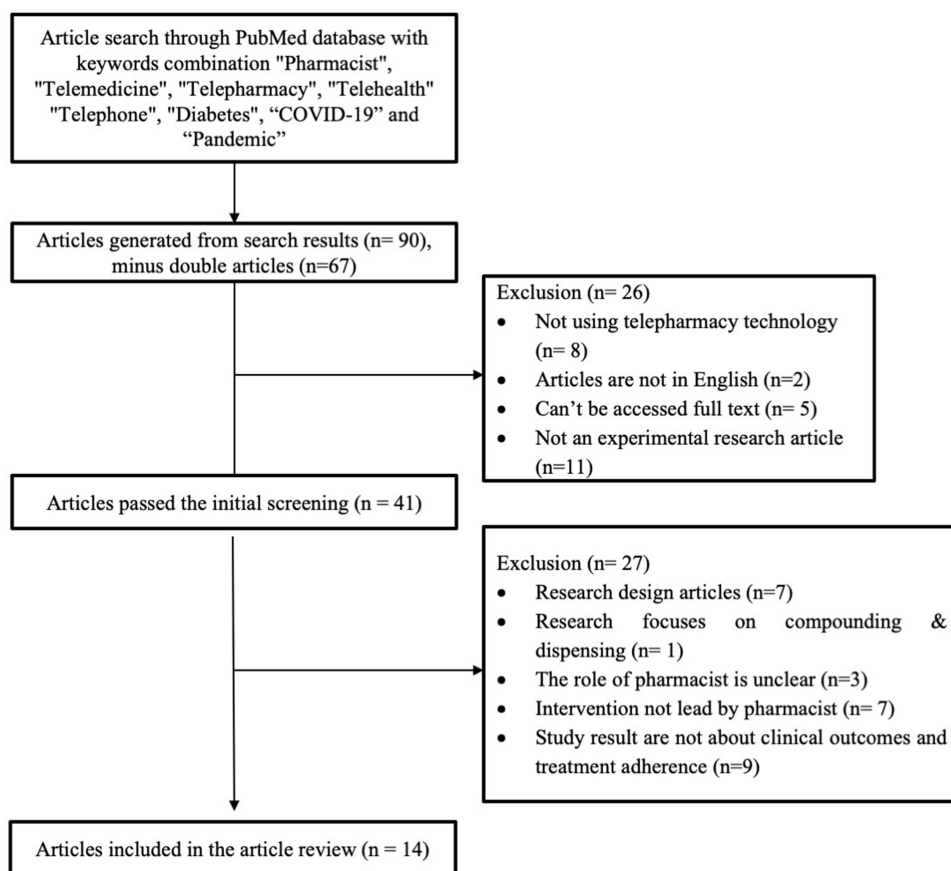 Article search through PubMed database with
keywords combination "Pharmacist",
"Telemedicine", "Telepharmacy", "Telehealth"
"Telephone", "Diabetes", “COVID-19” and
“Pandemic”
Articles generated from search results (n= 90),
minus double articles (n=67)
Exclusion (n= 26)
• Not using telepharmacy technology
(n= 8)
• Articles are not in English (n=2)
• Can’t be accessed full text (n= 5)
• Not an experimental research article
(n=11)
Articles passed the initial screening (n = 41)
Exclusion (n= 27)
• Research design articles (n=7)
• Research focuses on compounding &
dispensing (n= 1)
• The role of pharmacist is unclear (n=3)
• Intervention not lead by pharmacist (n= 7)
• Study result are not about clinical outcomes and
treatment adherence (n=9)
Articles included in the article review (n = 14)